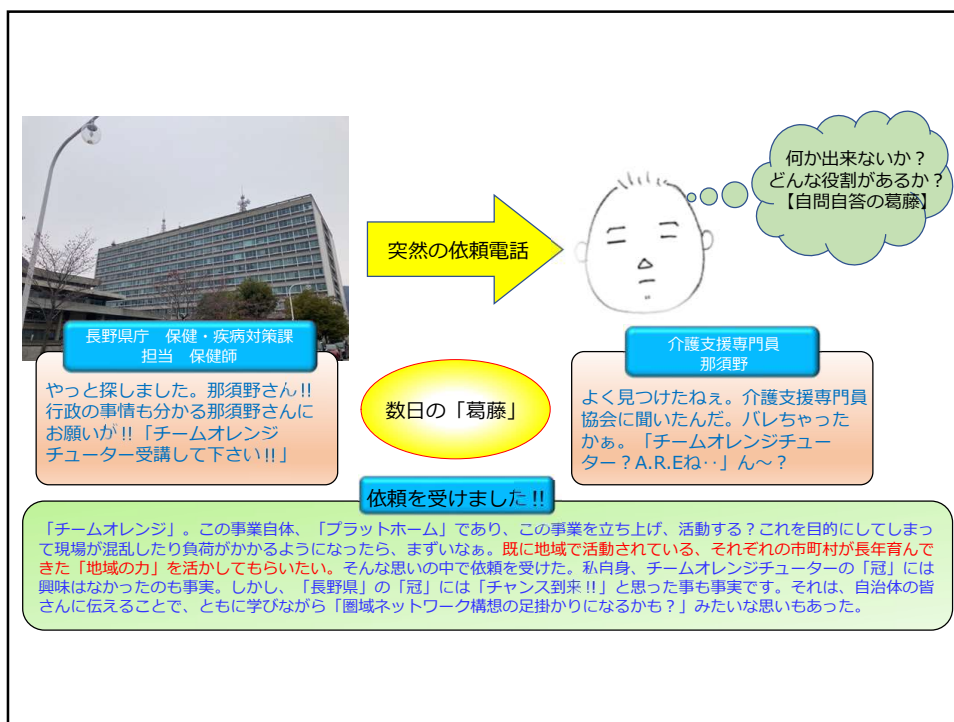 何か出来ないか?
どんな役割があるか?
【自問自答の葛藤】
突然の依頼電話
長野県庁 保健・疾病対策課
担当 保健師
やっと探しました。那須野さん!!
行政の事情も分かる那須野さんに
お願いが!!「チームオレンジ
チューター受講して下さい!!」
数日の「葛藤」
介護支援専門員
那須野
よく見つけたねぇ。介護支援専門員
協会に聞いたんだ。バレちゃった
かぁ。「チームオレンジチュー
ター?A.R.Eね‥」ん~?
依頼を受けました!!
「チームオレンジ」。この事業自体、「プラットホーム」であり、この事業を立ち上げ、活動する?これを目的にしてしまっ
て現場が混乱したり負荷がかかるようになったら、まずいなぁ。既に地域で活動されている、それぞれの市町村が長年育んで
きた「地域の力」を活かしてもらいたい。そんな思いの中で依頼を受けた。私自身、チームオレンジチューターの「冠」には
興味はなかったのも事実。しかし、「長野県」の「冠」には「チャンス到来!!」と思った事も事実です。それは、自治体の皆
さんに伝えることで、ともに学びながら「圏域ネットワーク構想の足掛かりになるかも?」みたいな思いもあった。